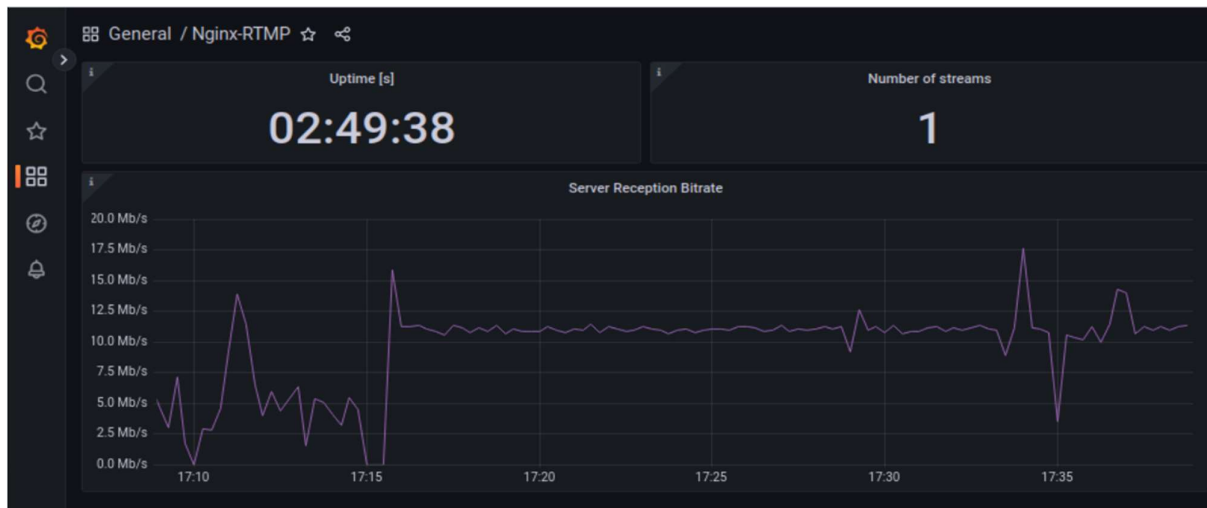 General / Nginx-RTMP
Uptime [s]
02:49:38
Number of streams
1
Server Reception Bitrate
20.0 Mb/s
17.5 Mb/s
15.0 Mb/s
12.5 Mb/s
10.0 Mb/s
7.5 Mb/s
5.0 Mb/s
2.5 Mb/s
0.0 Mb/s
17:10 17:15 17:20 17:25 17:30 17:35